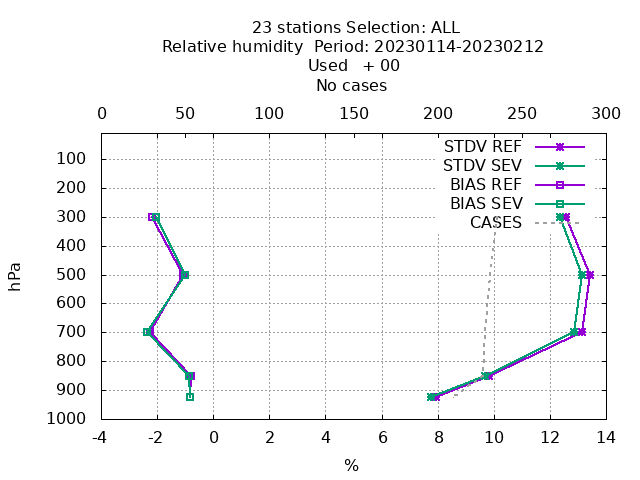 23 stations Selection: ALL
Relative humidity  Period: 20230114-20230212
Used   + 00
No cases
0 50 100 150 200 250 300
STDV REF
STDV SEV
BIAS REF
BIAS SEV
CASES
100
200
300
400
500
600
700
800
900
1000
hPa
-4 -2 0 2 4 6 8 10 12 14
%